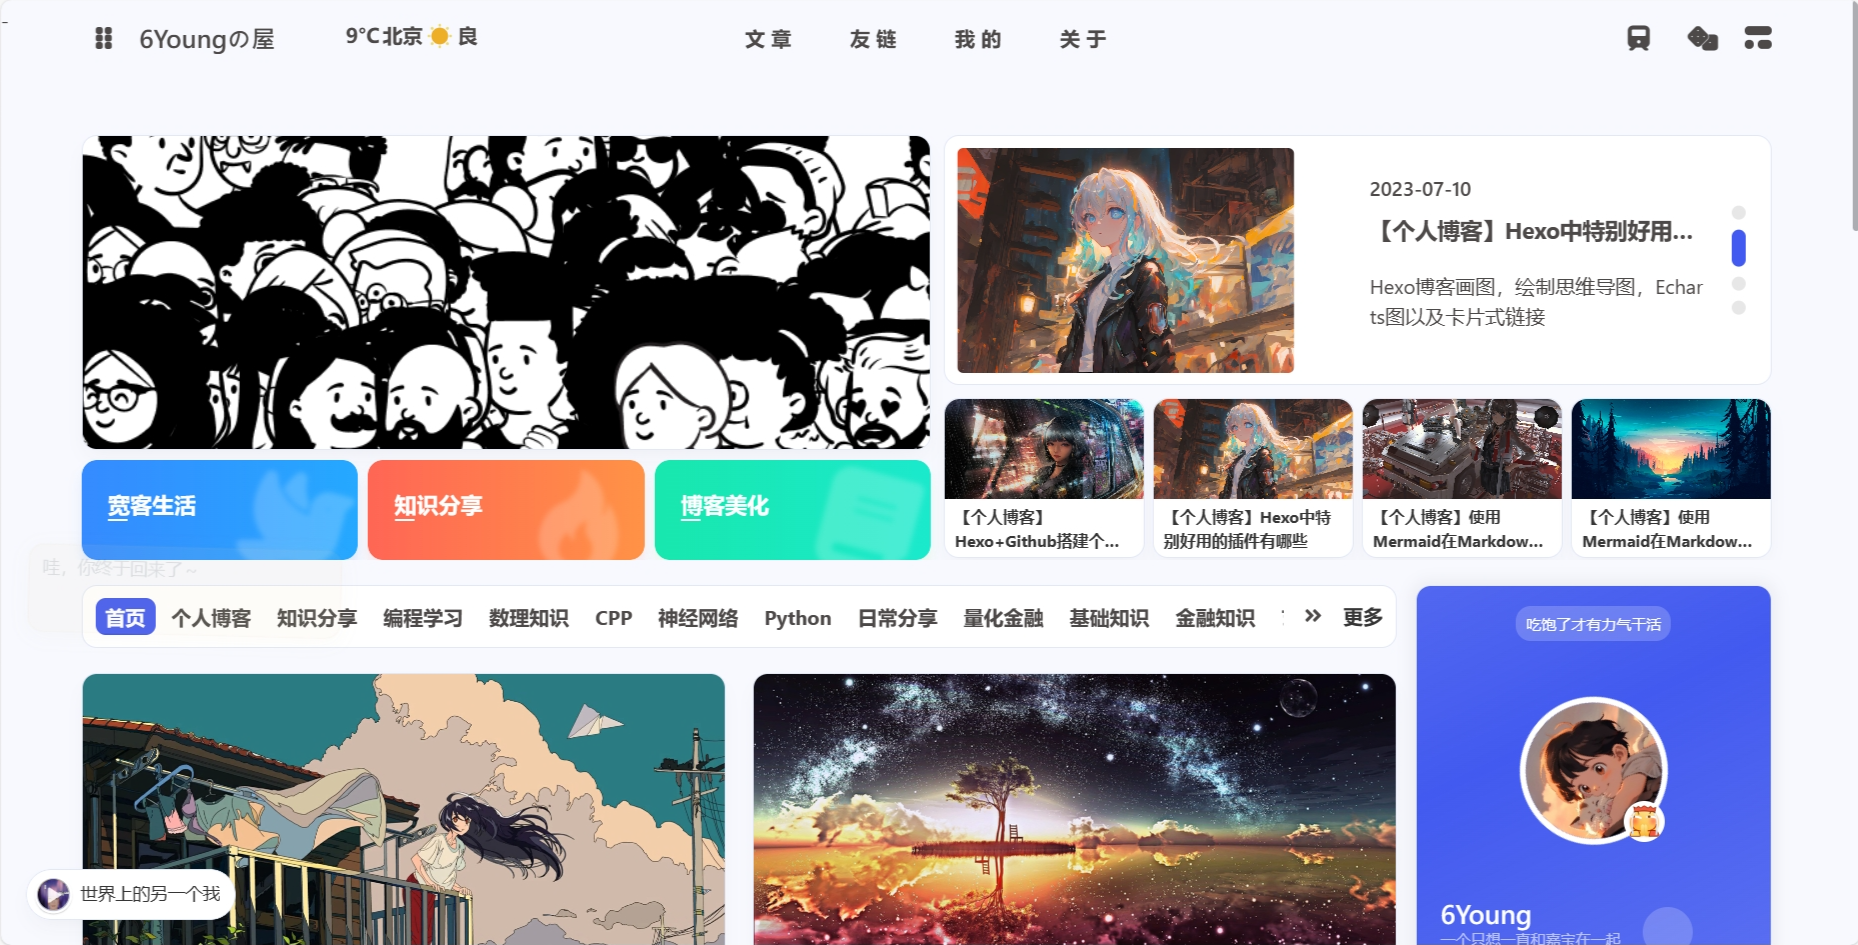 6Youngの屋
9℃北京 良
文章
友链
我的
关于
2023-07-10
【个人博客】Hexo中特别好用...
Hexo博客画图，绘制思维导图，Echar
ts图以及卡片式链接
宽客生活
知识分享
博客美化
【个人博客】
Hexo+Github搭建个...
【个人博客】Hexo中特
别好用的插件有哪些
【个人博客】使用
Mermaid在Markdow...
【个人博客】使用
Mermaid在Markdow...
哇，你终于回来了～
首页 个人博客 知识分享 编程学习 数理知识 CPP 神经网络 Python 日常分享 量化金融 基础知识 金融知识 更多
吃饱了才有力气干活
世界上的另一个我
6Young
一个只想一直和嘉宝在一起